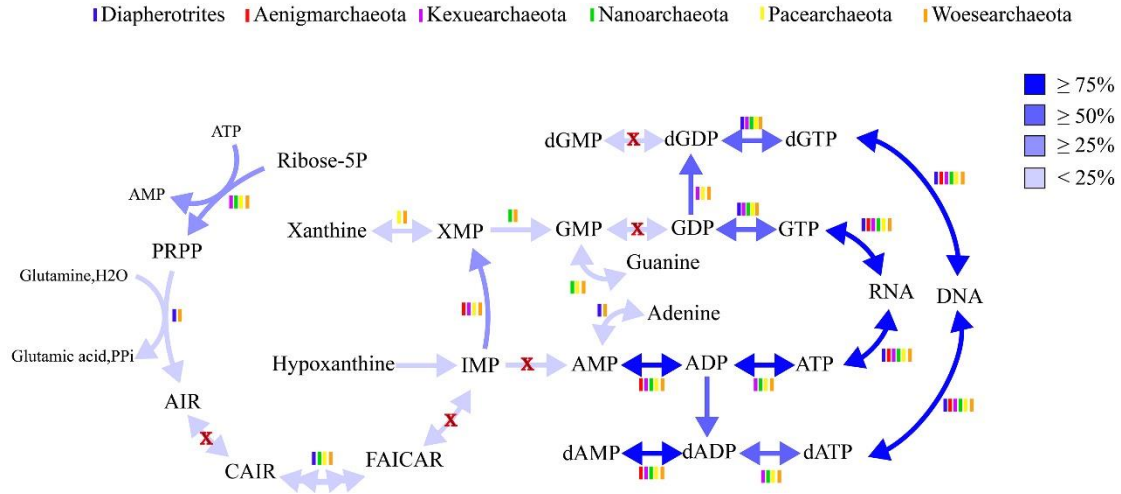 Diapherotrites Aenigmarchaeota Kexuearchaeota Nanoarchaeota Pacearchaeota Woesearchaeota
≥ 75%
≥ 50%
≥ 25%
< 25%
ATP
Ribose-5P
AMP
PRPP
Glutamine,H2O
Glutamic acid,PPi
AIR
X
CAIR
FAICAR
X
Hypoxanthine
IMP
X
AMP
ADP
ATP
Xanthine
XMP
GMP
X
GDP
GTP
Guanine
Adenine
dGMP
X
dGDP
dGTP
RNA
DNA
dAMP
dADP
dATP